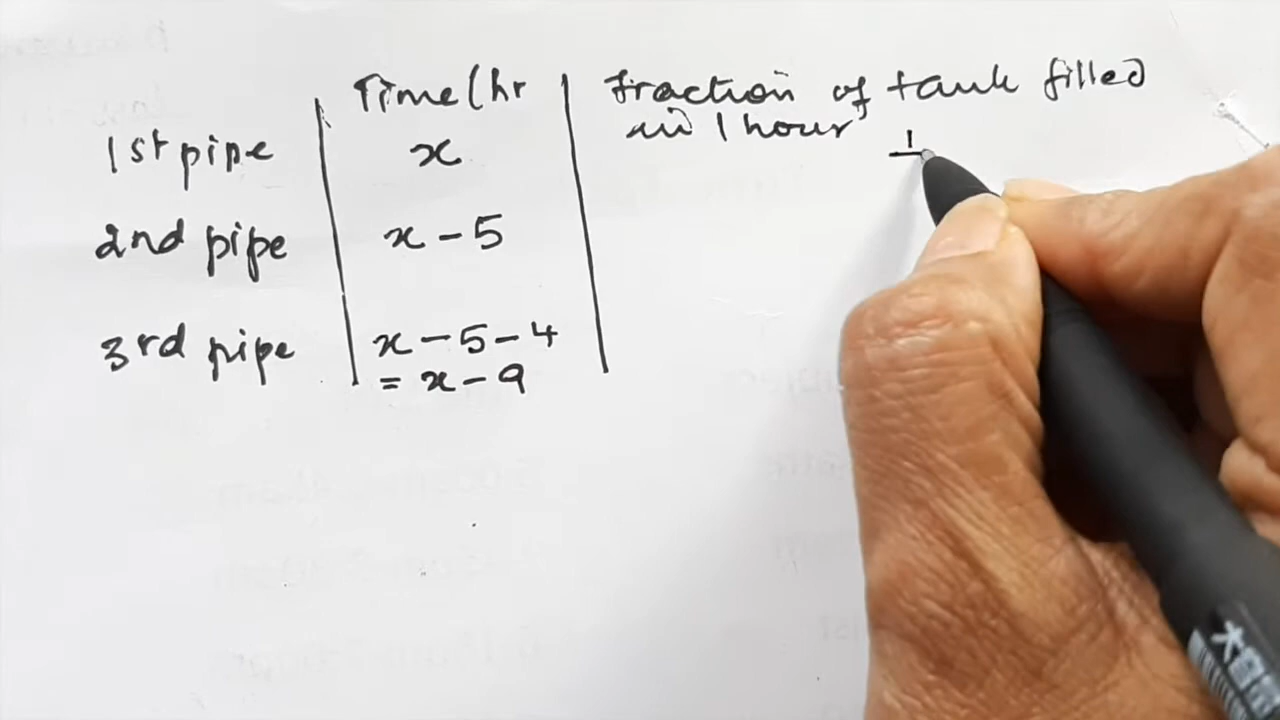 Time (hr
fraction of tank filled
in 1 hour
1st pipe x 1
2nd pipe x - 5
3rd pipe x - 5 - 4
= x - 9
大